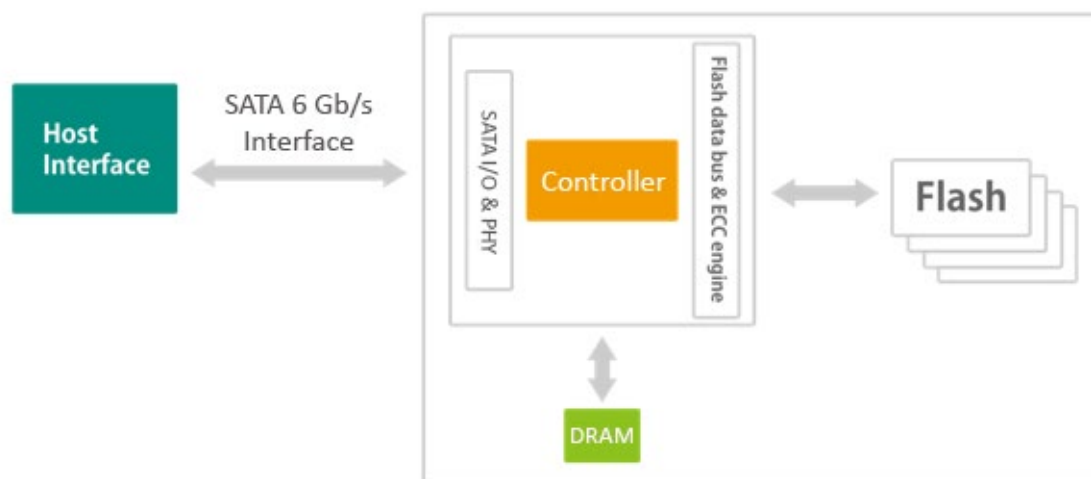 Host
Interface
SATA 6 Gb/s
Interface
SATA I/O & PHY
Controller
Flash data bus & ECC engine
Flash
DRAM